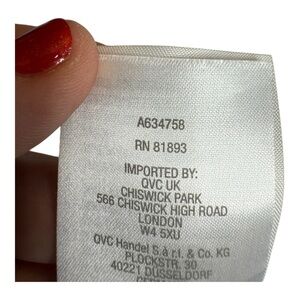 A634758
RN 81893
IMPORTED BY:
QVC UK
CHISWICK PARK
566 CHISWICK HIGH ROAD
LONDON
W4 5XU
QVC Handel S.à r.l. & Co. KG
PLOCKSTR. 30
40221 DÜSSELDORF